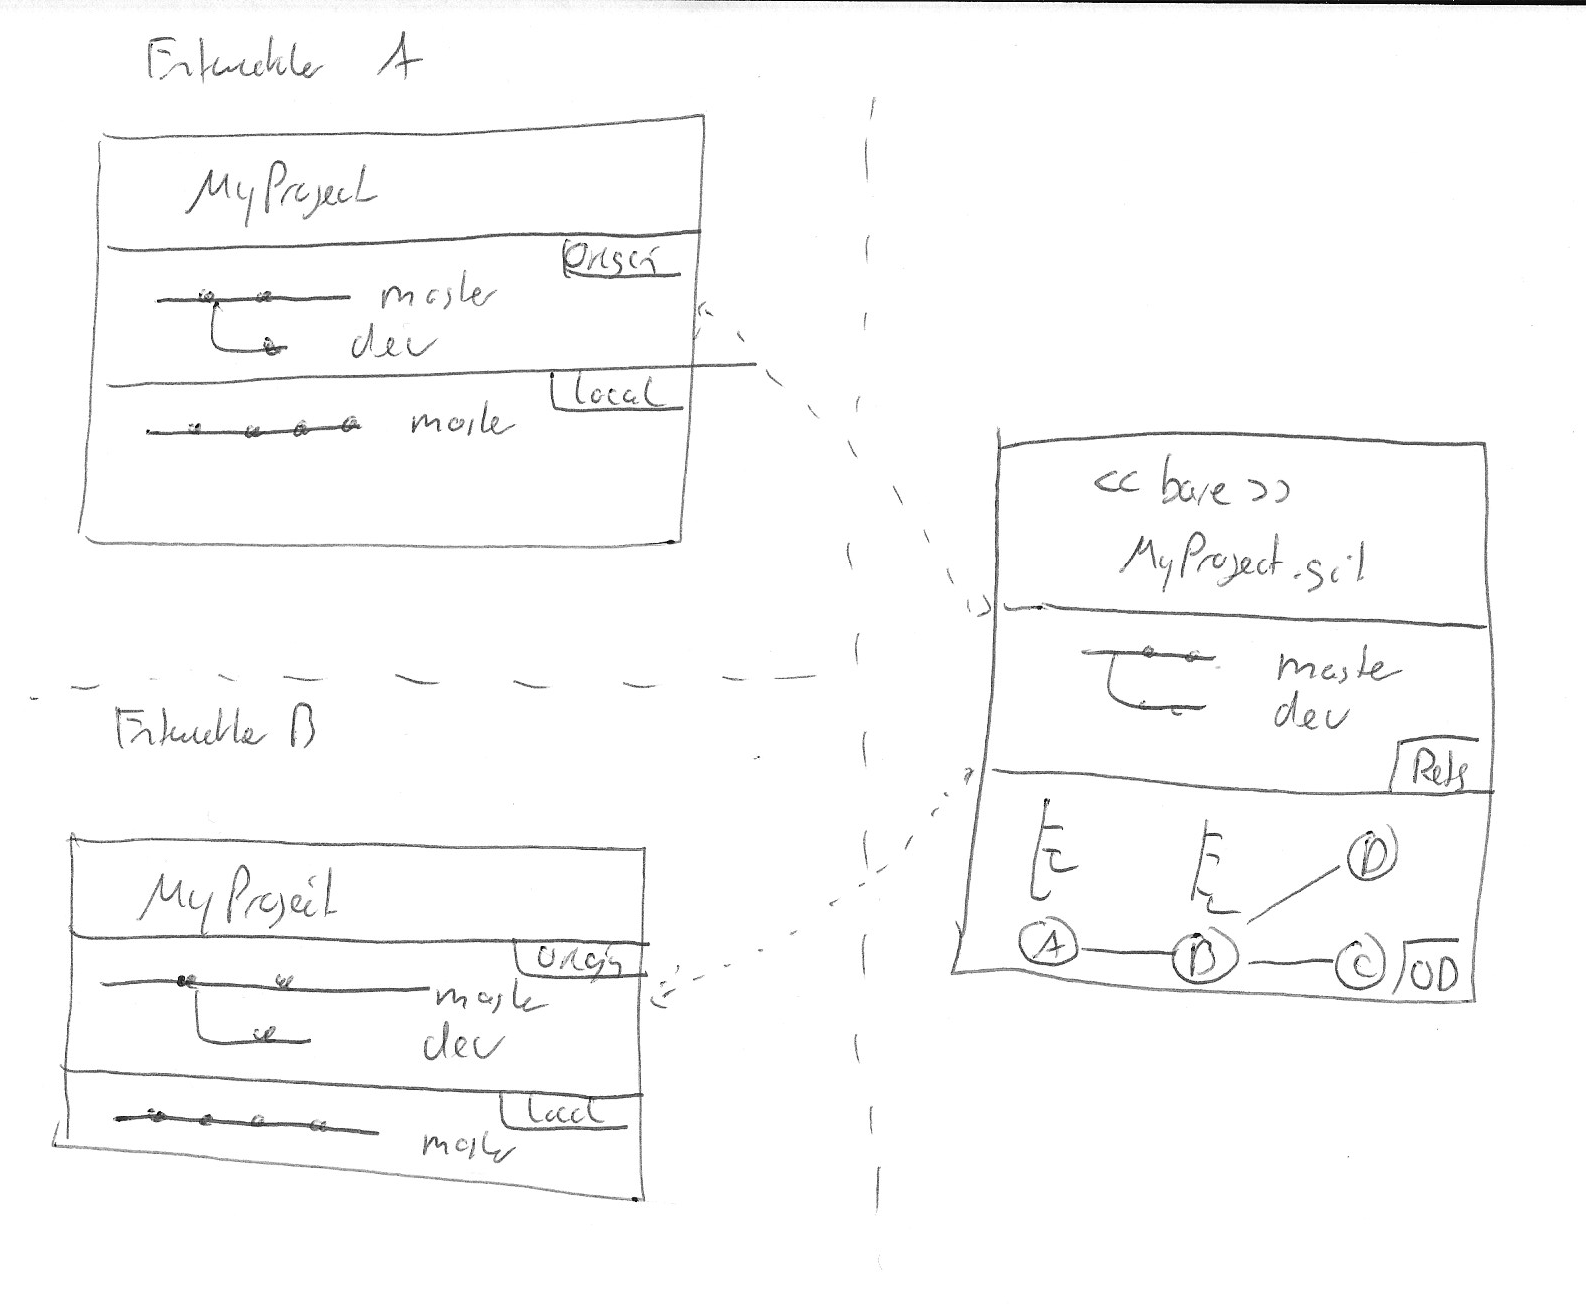 Entwickler A
MyProject
Origin
master
dev
local
master
Entwickler B
MyProject
Origin
master
dev
local
master
<< bare >>
MyProject.git
master
dev
Refs
D
A
B
C
OD